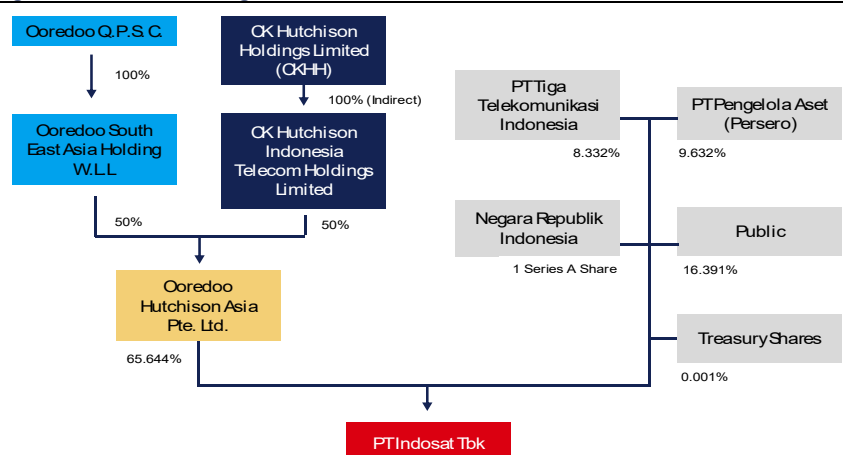 Ooredoo Q.P.S.C.
CK Hutchison
Holdings Limited
(CKHH)
100%
100% (Indirect)
Ooredoo South
East Asia Holding
W.L.L
CK Hutchison
Indonesia
Telecom Holdings
Limited
50%
50%
Ooredoo
Hutchison Asia
Pte. Ltd.
65.644%
PT Tiga
Telekomunikasi
Indonesia
8.332%
PT Pengelola Aset
(Persero)
9.632%
Negara Republik
Indonesia
1 Series A Share
Public
16.391%
Treasury Shares
0.001%
PT Indosat Tbk